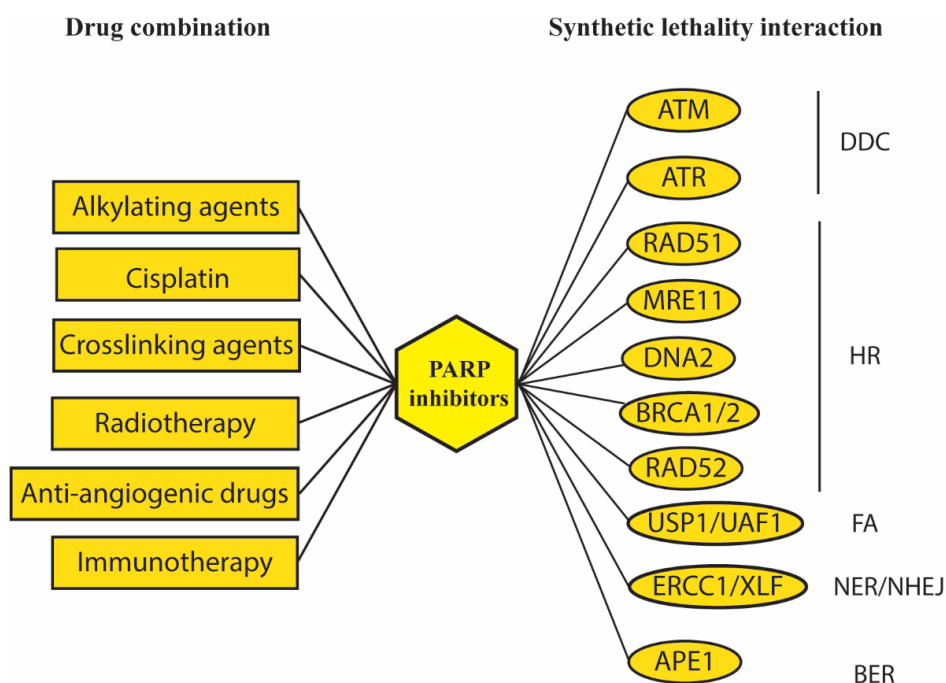 Drug combination
Synthetic lethality interaction
Alkylating agents
Cisplatin
Crosslinking agents
Radiotherapy
Anti-angiogenic drugs
Immunotherapy
PARP
inhibitors
ATM
ATR
DDC
RAD51
MRE11
DNA2
BRCA1/2
RAD52
HR
USP1/UAF1
FA
ERCC1/XLF
NER/NHEJ
APE1
BER